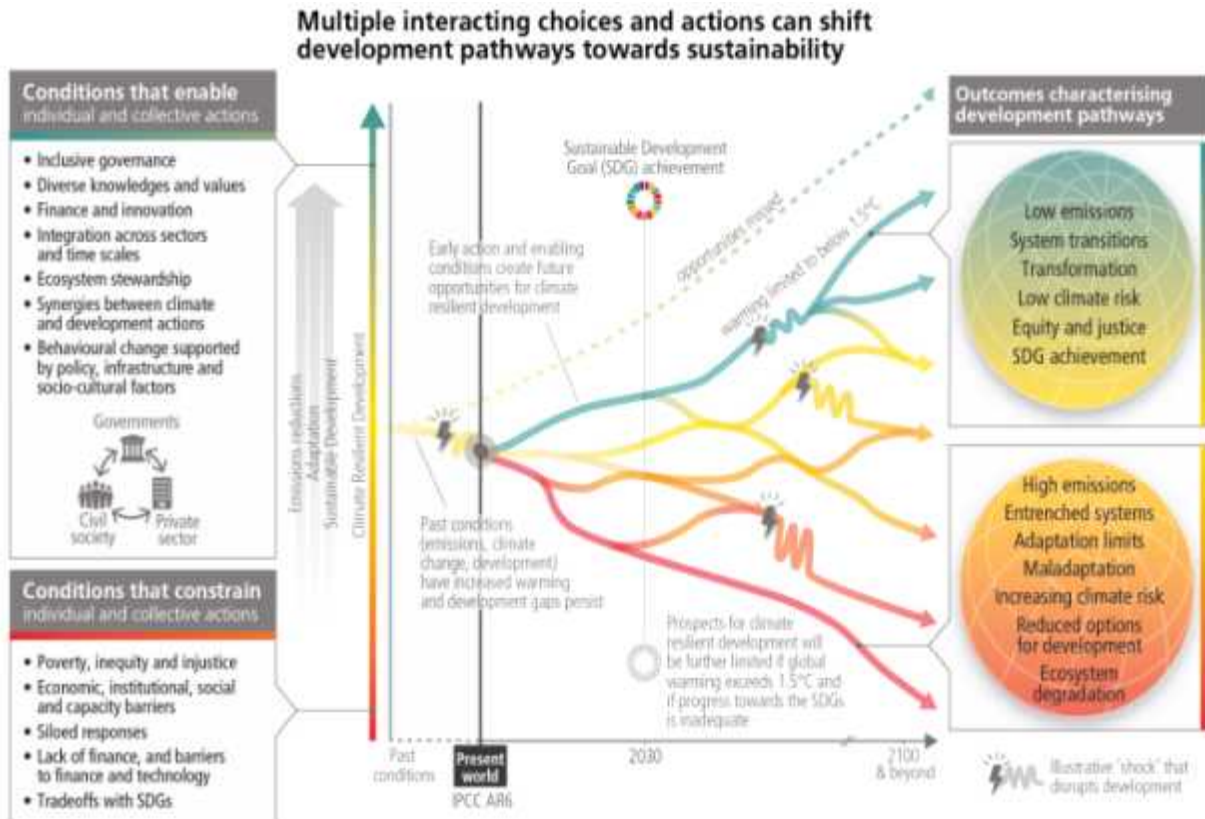 Multiple interacting choices and actions can shift
development pathways towards sustainability
Conditions that enable
individual and collective actions
• Inclusive governance
• Diverse knowledges and values
• Finance and innovation
• Integration across sectors
and time scales
• Ecosystem stewardship
• Synergies between climate
and development actions
• Behavioural change supported
by policy, infrastructure and
socio-cultural factors
Governments
Civil
society
Private
sector
Conditions that constrain
individual and collective actions
• Poverty, inequity and injustice
• Economic, institutional, social
and capacity barriers
• Siloed responses
• Lack of finance, and barriers
to finance and technology
• Tradeoffs with SDGs
Emissions reductions
Adaptation
Sustainable Development
Climate Resilient Development
Sustainable Development
Goal (SDG) achievement
Early action and enabling
conditions create future
opportunities for climate
resilient development
opportunities missed
warming limited to below 1.5°C
Past conditions
(emissions, climate
change, development)
have increased warming
and development gaps persist
Prospects for climate
resilient development will
be further limited if global
warming exceeds 1.5°C and
if progress towards the SDGs
is inadequate
Past
conditions
Present
world
IPCC AR6
2030
2100
& beyond
Outcomes characterising
development pathways
Low emissions
System transitions
Transformation
Low climate risk
Equity and justice
SDG achievement
High emissions
Entrenched systems
Adaptation limits
Maladaptation
Increasing climate risk
Reduced options
for development
Ecosystem
degradation
Illustrative 'shock' that
disrupts development